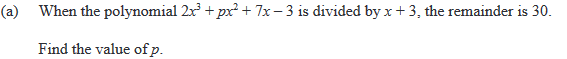 (a) When the polynomial 2x³ + px² + 7x – 3 is divided by x + 3, the remainder is 30.
Find the value of p.